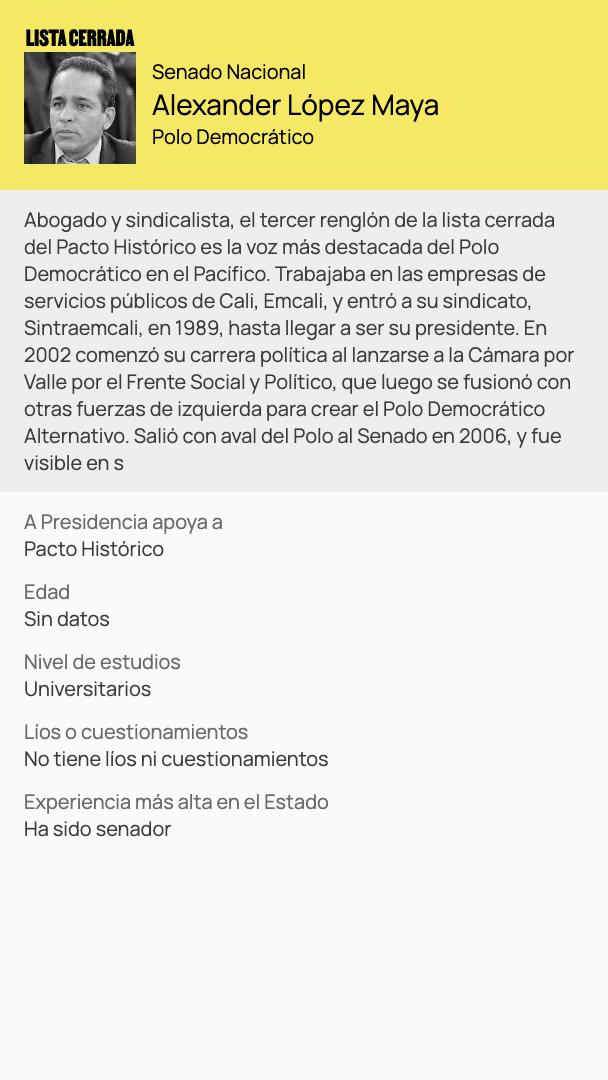 LISTA CERRADA
Senado Nacional
Alexander López Maya
Polo Democrático
Abogado y sindicalista, el tercer renglón de la lista cerrada
del Pacto Histórico es la voz más destacada del Polo
Democrático en el Pacífico. Trabajaba en las empresas de
servicios públicos de Cali, Emcali, y entró a su sindicato,
Sintraemcali, en 1989, hasta llegar a ser su presidente. En
2002 comenzó su carrera política al lanzarse a la Cámara por
Valle por el Frente Social y Político, que luego se fusionó con
otras fuerzas de izquierda para crear el Polo Democrático
Alternativo. Salió con aval del Polo al Senado en 2006, y fue
visible en s
A Presidencia apoya a
Pacto Histórico
Edad
Sin datos
Nivel de estudios
Universitarios
Líos o cuestionamientos
No tiene líos ni cuestionamientos
Experiencia más alta en el Estado
Ha sido senador